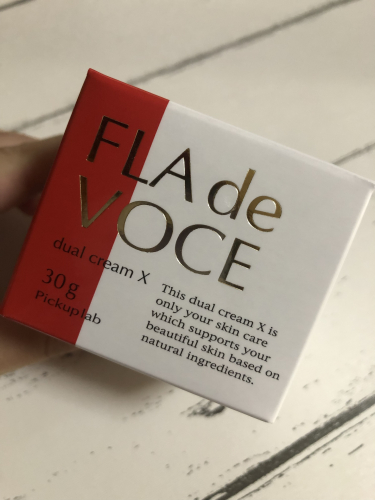 FLA de
VOCE
dual cream X
30g
Pickup lab
This dual cream X is
only your skin care
which supports your
beautiful skin based on
natural ingredients.